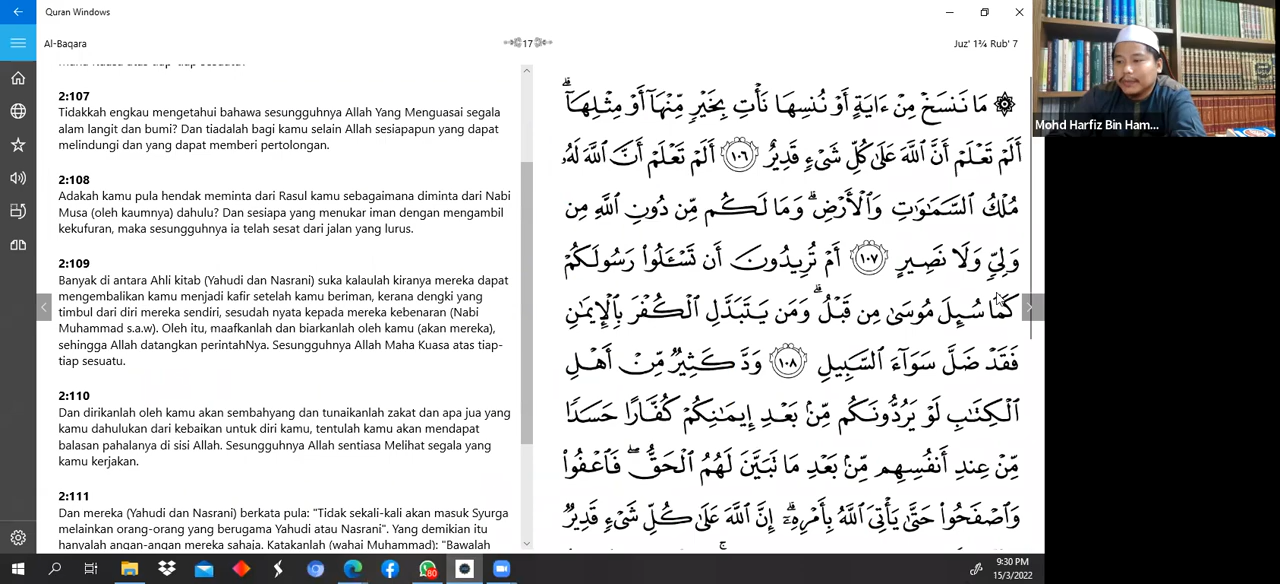 Quran Windows
Al-Baqara
17
Juz' 1¾ Rub' 7
2:107
Tidakkah engkau mengetahui bahawa sesungguhnya Allah Yang Menguasai segala
alam langit dan bumi? Dan tiadalah bagi kamu selain Allah sesiapapun yang dapat
melindungi dan yang dapat memberi pertolongan.
2:108
Adakah kamu pula hendak meminta dari Rasul kamu sebagaimana diminta dari Nabi
Musa (oleh kaumnya) dahulu? Dan sesiapa yang menukar iman dengan mengambil
kekufuran, maka sesungguhnya ia telah sesat dari jalan yang lurus.
2:109
Banyak di antara Ahli kitab (Yahudi dan Nasrani) suka kalaulah kiranya mereka dapat
mengembalikan kamu menjadi kafir setelah kamu beriman, kerana dengki yang
timbul dari diri mereka sendiri, sesudah nyata kepada mereka kebenaran (Nabi
Muhammad s.a.w). Oleh itu, maafkanlah dan biarkanlah oleh kamu (akan mereka),
sehingga Allah datangkan perintahNya. Sesungguhnya Allah Maha Kuasa atas tiap-
tiap sesuatu.
2:110
Dan dirikanlah oleh kamu akan sembahyang dan tunaikanlah zakat dan apa jua yang
kamu dahulukan dari kebaikan untuk diri kamu, tentulah kamu akan mendapat
balasan pahalanya di sisi Allah. Sesungguhnya Allah sentiasa Melihat segala yang
kamu kerjakan.
2:111
Dan mereka (Yahudi dan Nasrani) berkata pula: "Tidak sekali-kali akan masuk Syurga
melainkan orang-orang yang berugama Yahudi atau Nasrani". Yang demikian itu
hanyalah angan-angan mereka sahaja. Katakanlah (wahai Muhammad): "Bawalah
۞ مَا نَنسَخْ مِنْ ءَايَةٍ أَوْ نُنسِهَا نَأْتِ بِخَيْرٍ مِّنْهَآ أَوْ مِثْلِهَآ ۗ
أَلَمْ تَعْلَمْ أَنَّ ٱللَّهَ عَلَىٰ كُلِّ شَىْءٍ قَدِيرٌ ١٠٦ أَلَمْ تَعْلَمْ أَنَّ ٱللَّهَ لَهُۥ
مُلْكُ ٱلسَّمَـٰوَٰتِ وَٱلْأَرْضِ ۗ وَمَا لَكُم مِّن دُونِ ٱللَّهِ مِن
وَلِىٍّ وَلَا نَصِيرٍ ١٠٧ أَمْ تُرِيدُونَ أَن تَسْـَٔلُوا۟ رَسُولَكُمْ
كَمَا سُئِلَ مُوسَىٰ مِن قَبْلُ ۗ وَمَن يَتَبَدَّلِ ٱلْكُفْرَ بِٱلْإِيمَـٰنِ
فَقَدْ ضَلَّ سَوَآءَ ٱلسَّبِيلِ ١٠٨ وَدَّ كَثِيرٌ مِّنْ أَهْلِ
ٱلْكِتَـٰبِ لَوْ يَرُدُّونَكُم مِّنۢ بَعْدِ إِيمَـٰنِكُمْ كُفَّارًا حَسَدًا
مِّنْ عِندِ أَنفُسِهِم مِّنۢ بَعْدِ مَا تَبَيَّنَ لَهُمُ ٱلْحَقُّ ۖ فَٱعْفُوا۟
وَٱصْفَحُوا۟ حَتَّىٰ يَأْتِىَ ٱللَّهُ بِأَمْرِهِۦٓ ۗ إِنَّ ٱللَّهَ عَلَىٰ كُلِّ شَىْءٍ قَدِيرٌ
Mohd Harfiz Bin Ham...
80
9:30 PM
15/3/2022